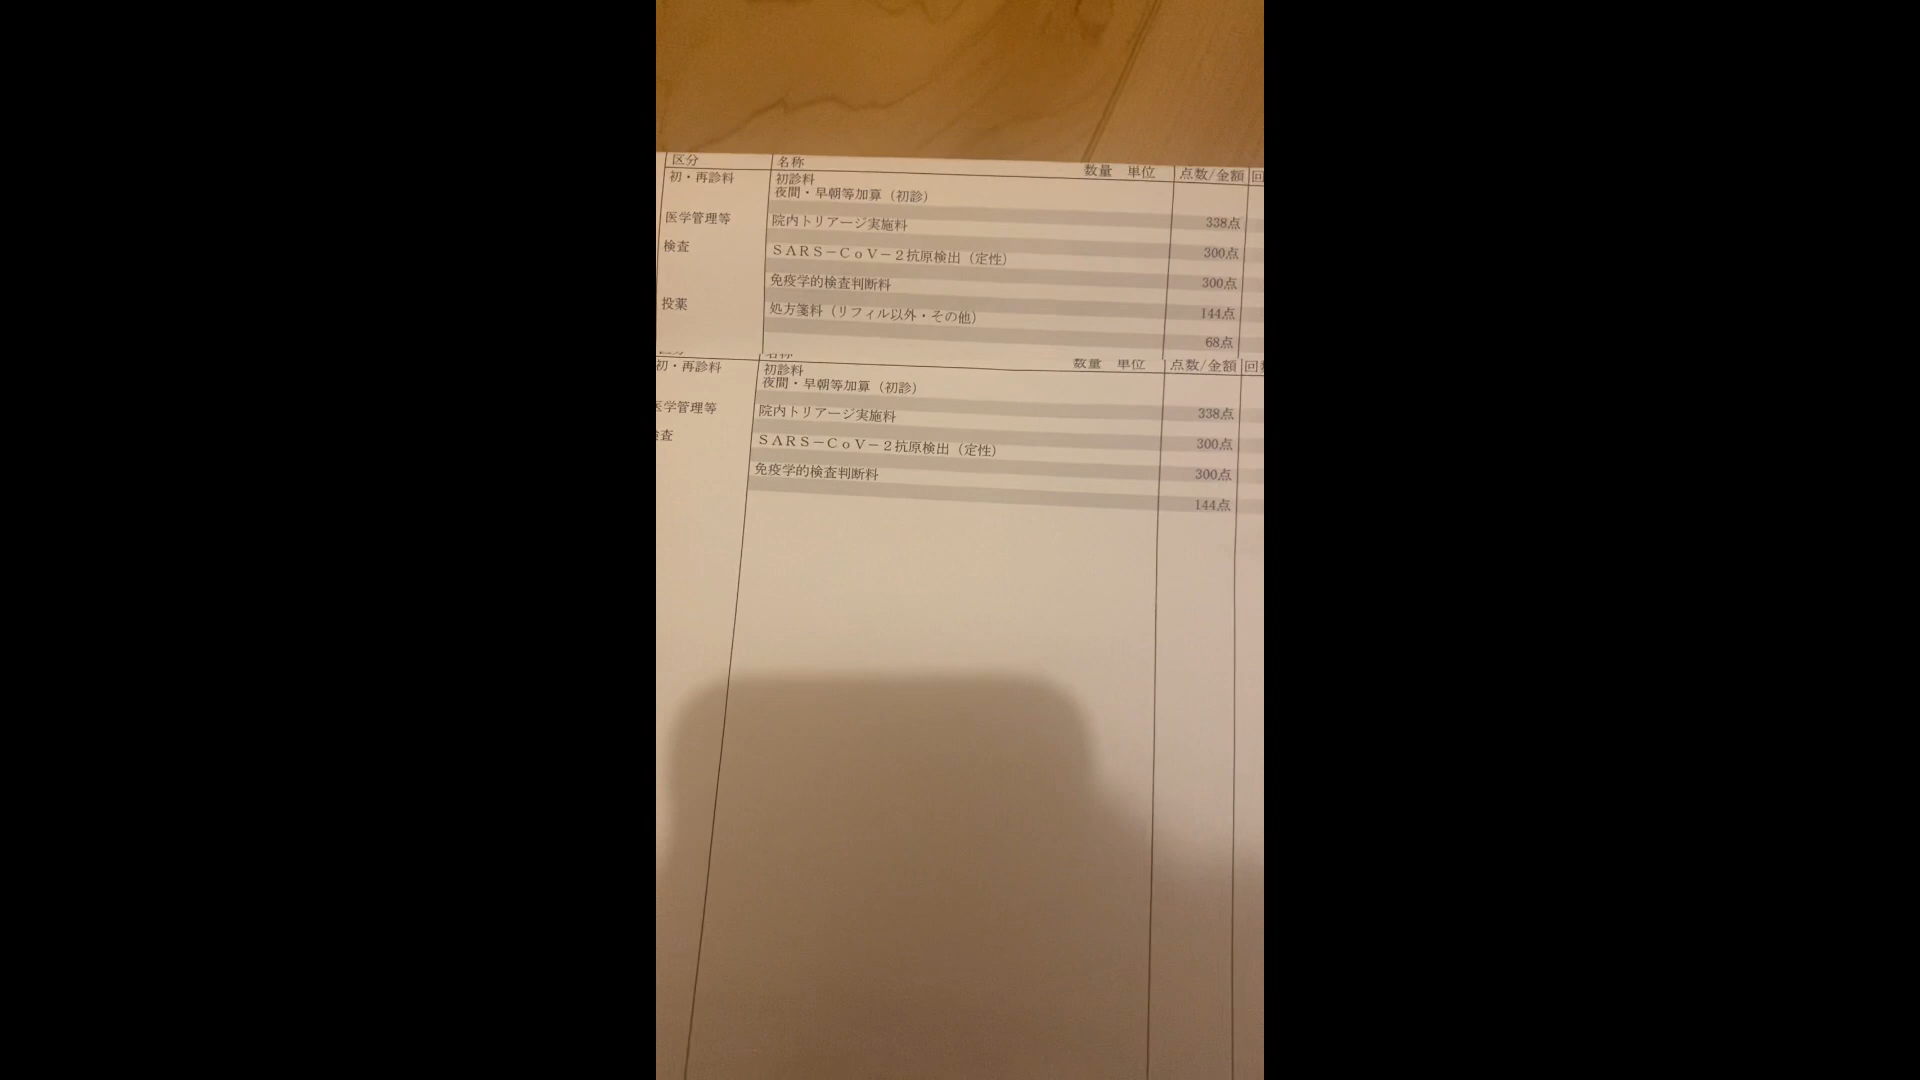 区分 名称 数量 単位 点数/金額 回
初・再診料 初診料
夜間・早朝等加算（初診）
338点
医学管理等 院内トリアージ実施料
300点
検査 ＳＡＲＳ－ＣｏＶ－２抗原検出（定性）
300点
免疫学的検査判断料
144点
投薬 処方箋料（リフィル以外・その他）
68点
数量 単位 点数/金額 回
初・再診料 初診料
夜間・早朝等加算（初診）
338点
医学管理等 院内トリアージ実施料
300点
査 ＳＡＲＳ－ＣｏＶ－２抗原検出（定性）
300点
免疫学的検査判断料
144点